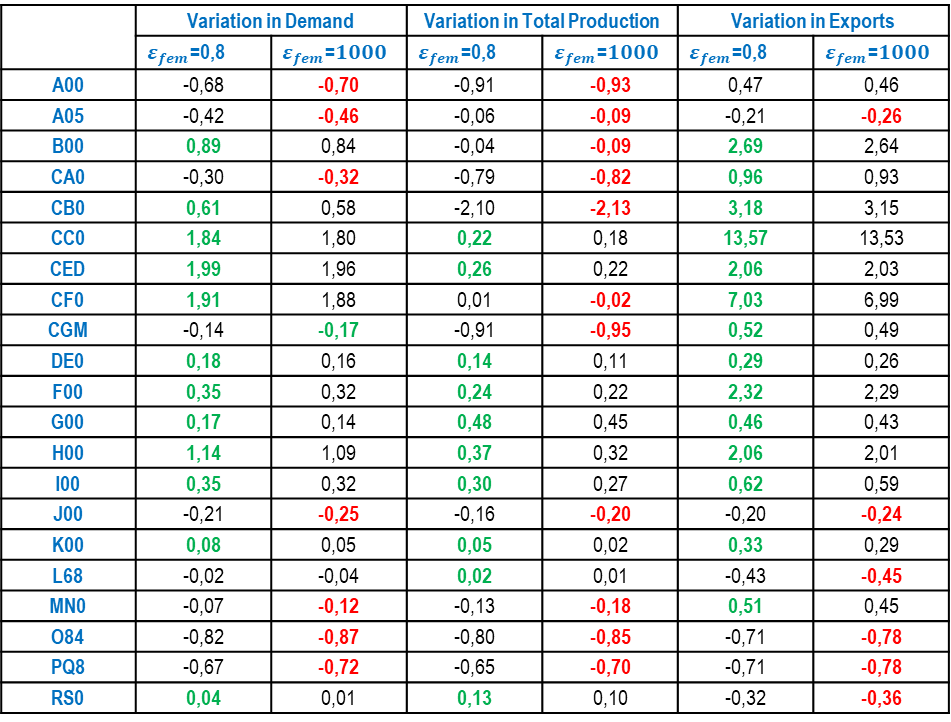 Variation in Demand Variation in Total Production Variation in Exports
εfem=0,8 εfem=1000 εfem=0,8 εfem=1000 εfem=0,8 εfem=1000
A00 -0,68 -0,70 -0,91 -0,93 0,47 0,46
A05 -0,42 -0,46 -0,06 -0,09 -0,21 -0,26
B00 0,89 0,84 -0,04 -0,09 2,69 2,64
CA0 -0,30 -0,32 -0,79 -0,82 0,96 0,93
CB0 0,61 0,58 -2,10 -2,13 3,18 3,15
CC0 1,84 1,80 0,22 0,18 13,57 13,53
CED 1,99 1,96 0,26 0,22 2,06 2,03
CF0 1,91 1,88 0,01 -0,02 7,03 6,99
CGM -0,14 -0,17 -0,91 -0,95 0,52 0,49
DE0 0,18 0,16 0,14 0,11 0,29 0,26
F00 0,35 0,32 0,24 0,22 2,32 2,29
G00 0,17 0,14 0,48 0,45 0,46 0,43
H00 1,14 1,09 0,37 0,32 2,06 2,01
I00 0,35 0,32 0,30 0,27 0,62 0,59
J00 -0,21 -0,25 -0,16 -0,20 -0,20 -0,24
K00 0,08 0,05 0,05 0,02 0,33 0,29
L68 -0,02 -0,04 0,02 0,01 -0,43 -0,45
MN0 -0,07 -0,12 -0,13 -0,18 0,51 0,45
O84 -0,82 -0,87 -0,80 -0,85 -0,71 -0,78
PQ8 -0,67 -0,72 -0,65 -0,70 -0,71 -0,78
RS0 0,04 0,01 0,13 0,10 -0,32 -0,36